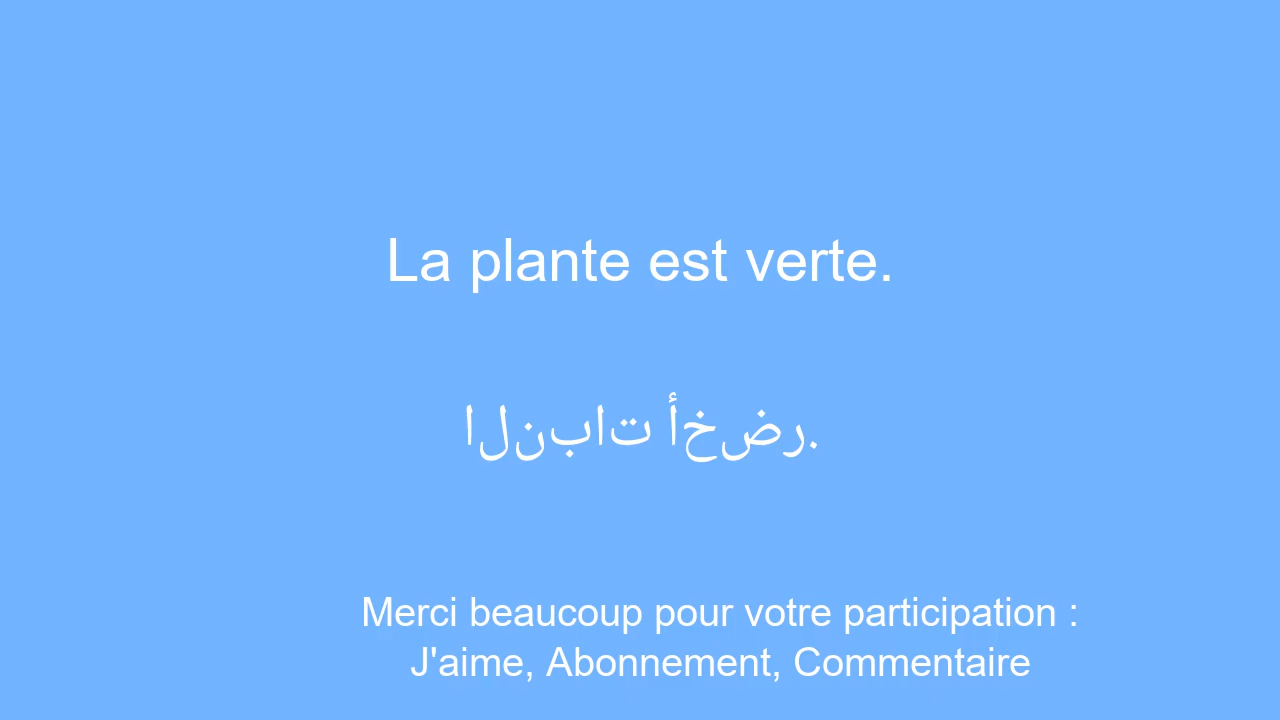 La plante est verte.
النبات أخضر.
Merci beaucoup pour votre participation :
J'aime, Abonnement, Commentaire